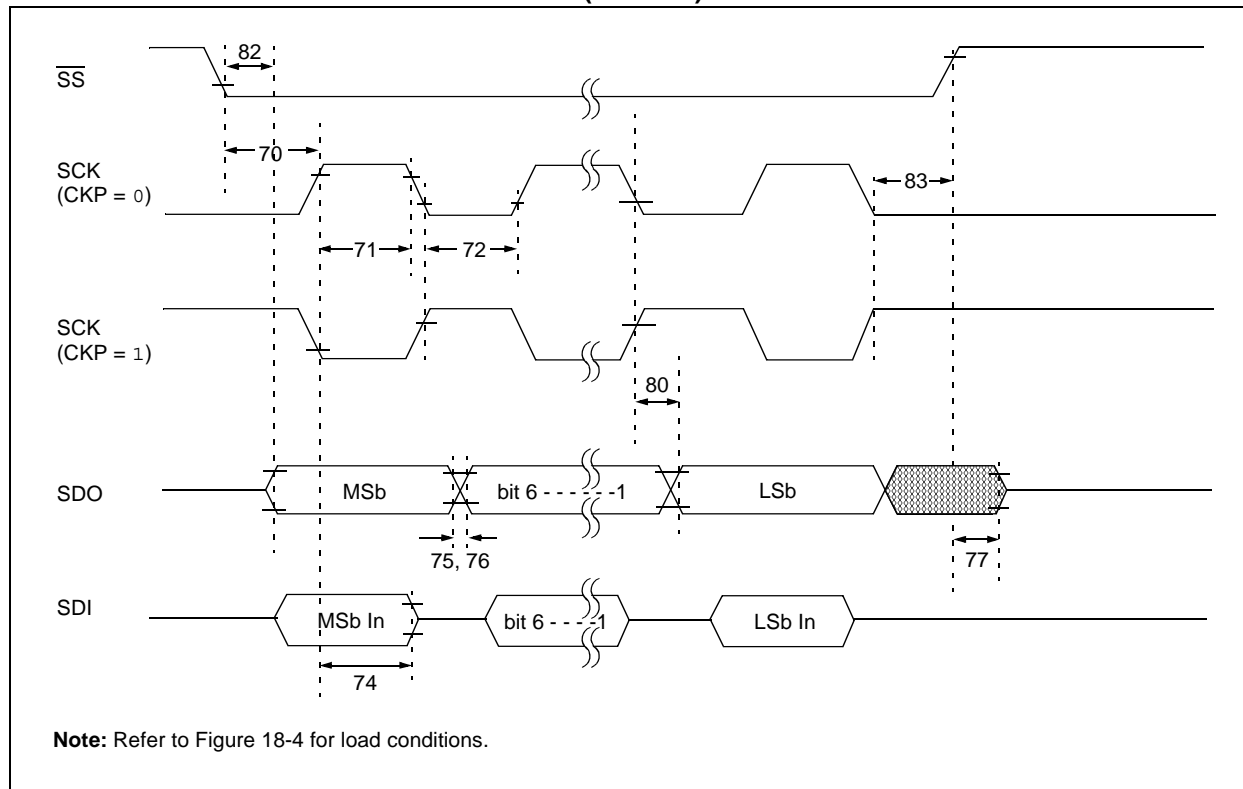 82
SS
70
SCK
(CKP = 0)
83
71
72
SCK
(CKP = 1)
80
SDO
MSb
bit 6 - - - - - -1
LSb
75, 76
77
SDI
MSb In
bit 6 - - - -1
LSb In
74
Note: Refer to Figure 18-4 for load conditions.